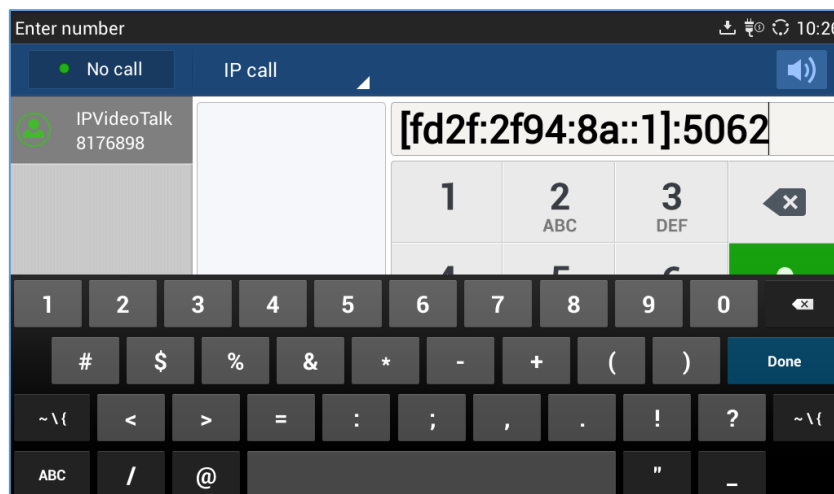 Enter number 10:26
No call IP call
IPVideoTalk
8176898
[fd2f:2f94:8a::1]:5062
1 2 3
ABC DEF
1 2 3 4 5 6 7 8 9 0
# $ % & * - + ( ) Done
~\{ < > = : ; , . ! ? ~\{
ABC / @ " _